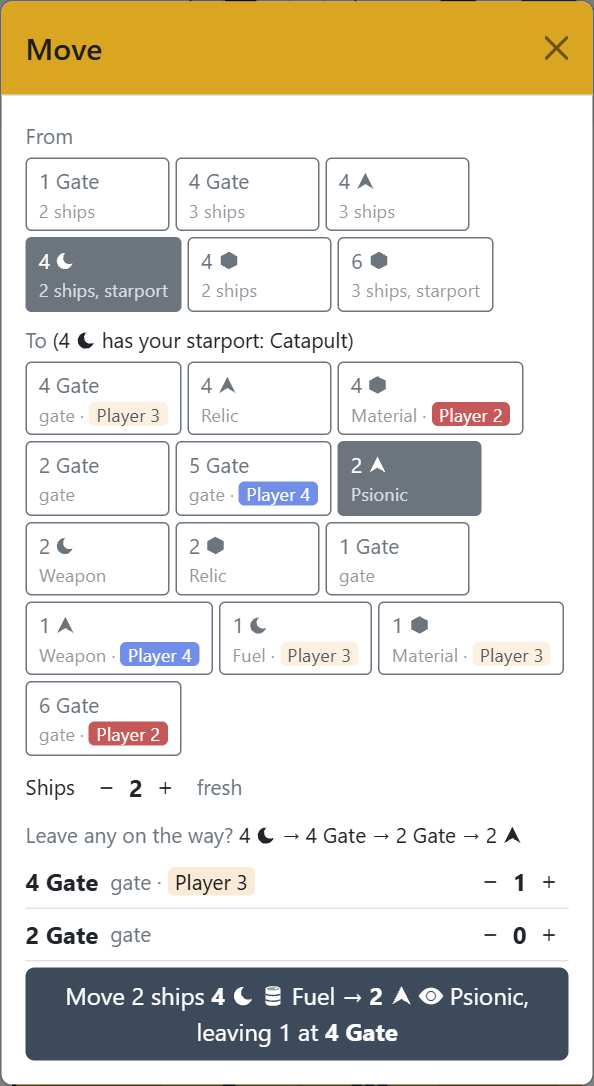 Move
From
1 Gate 4 Gate 4
2 ships 3 ships 3 ships
4 4 6
2 ships, starport 2 ships 3 ships, starport
To (4 has your starport: Catapult)
4 Gate 4 4
gate · Player 3 Relic Material · Player 2
2 Gate 5 Gate 2
gate gate · Player 4 Psionic
2 2 1 Gate
Weapon Relic gate
1 1 1
Weapon · Player 4 Fuel · Player 3 Material · Player 3
6 Gate
gate · Player 2
Ships − 2 + fresh
Leave any on the way? 4 → 4 Gate → 2 Gate → 2
4 Gate gate · Player 3 − 1 +
2 Gate gate − 0 +
Move 2 ships 4 Fuel → 2 Psionic,
leaving 1 at 4 Gate